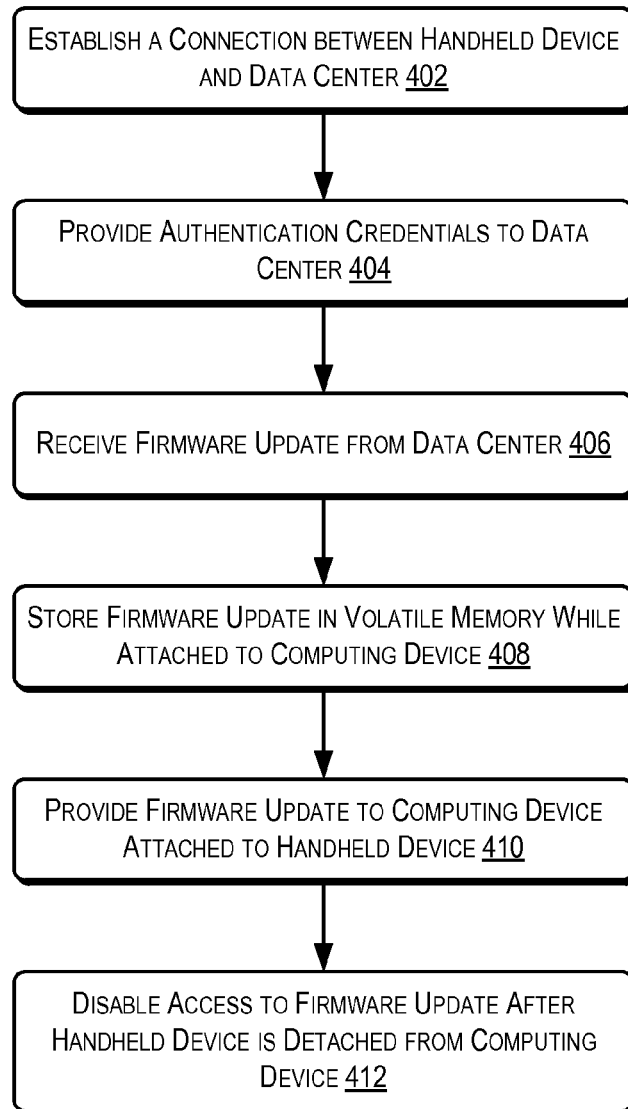 ESTABLISH A CONNECTION BETWEEN HANDHELD DEVICE
AND DATA CENTER 402
PROVIDE AUTHENTICATION CREDENTIALS TO DATA
CENTER 404
RECEIVE FIRMWARE UPDATE FROM DATA CENTER 406
STORE FIRMWARE UPDATE IN VOLATILE MEMORY WHILE
ATTACHED TO COMPUTING DEVICE 408
PROVIDE FIRMWARE UPDATE TO COMPUTING DEVICE
ATTACHED TO HANDHELD DEVICE 410
DISABLE ACCESS TO FIRMWARE UPDATE AFTER
HANDHELD DEVICE IS DETACHED FROM COMPUTING
DEVICE 412